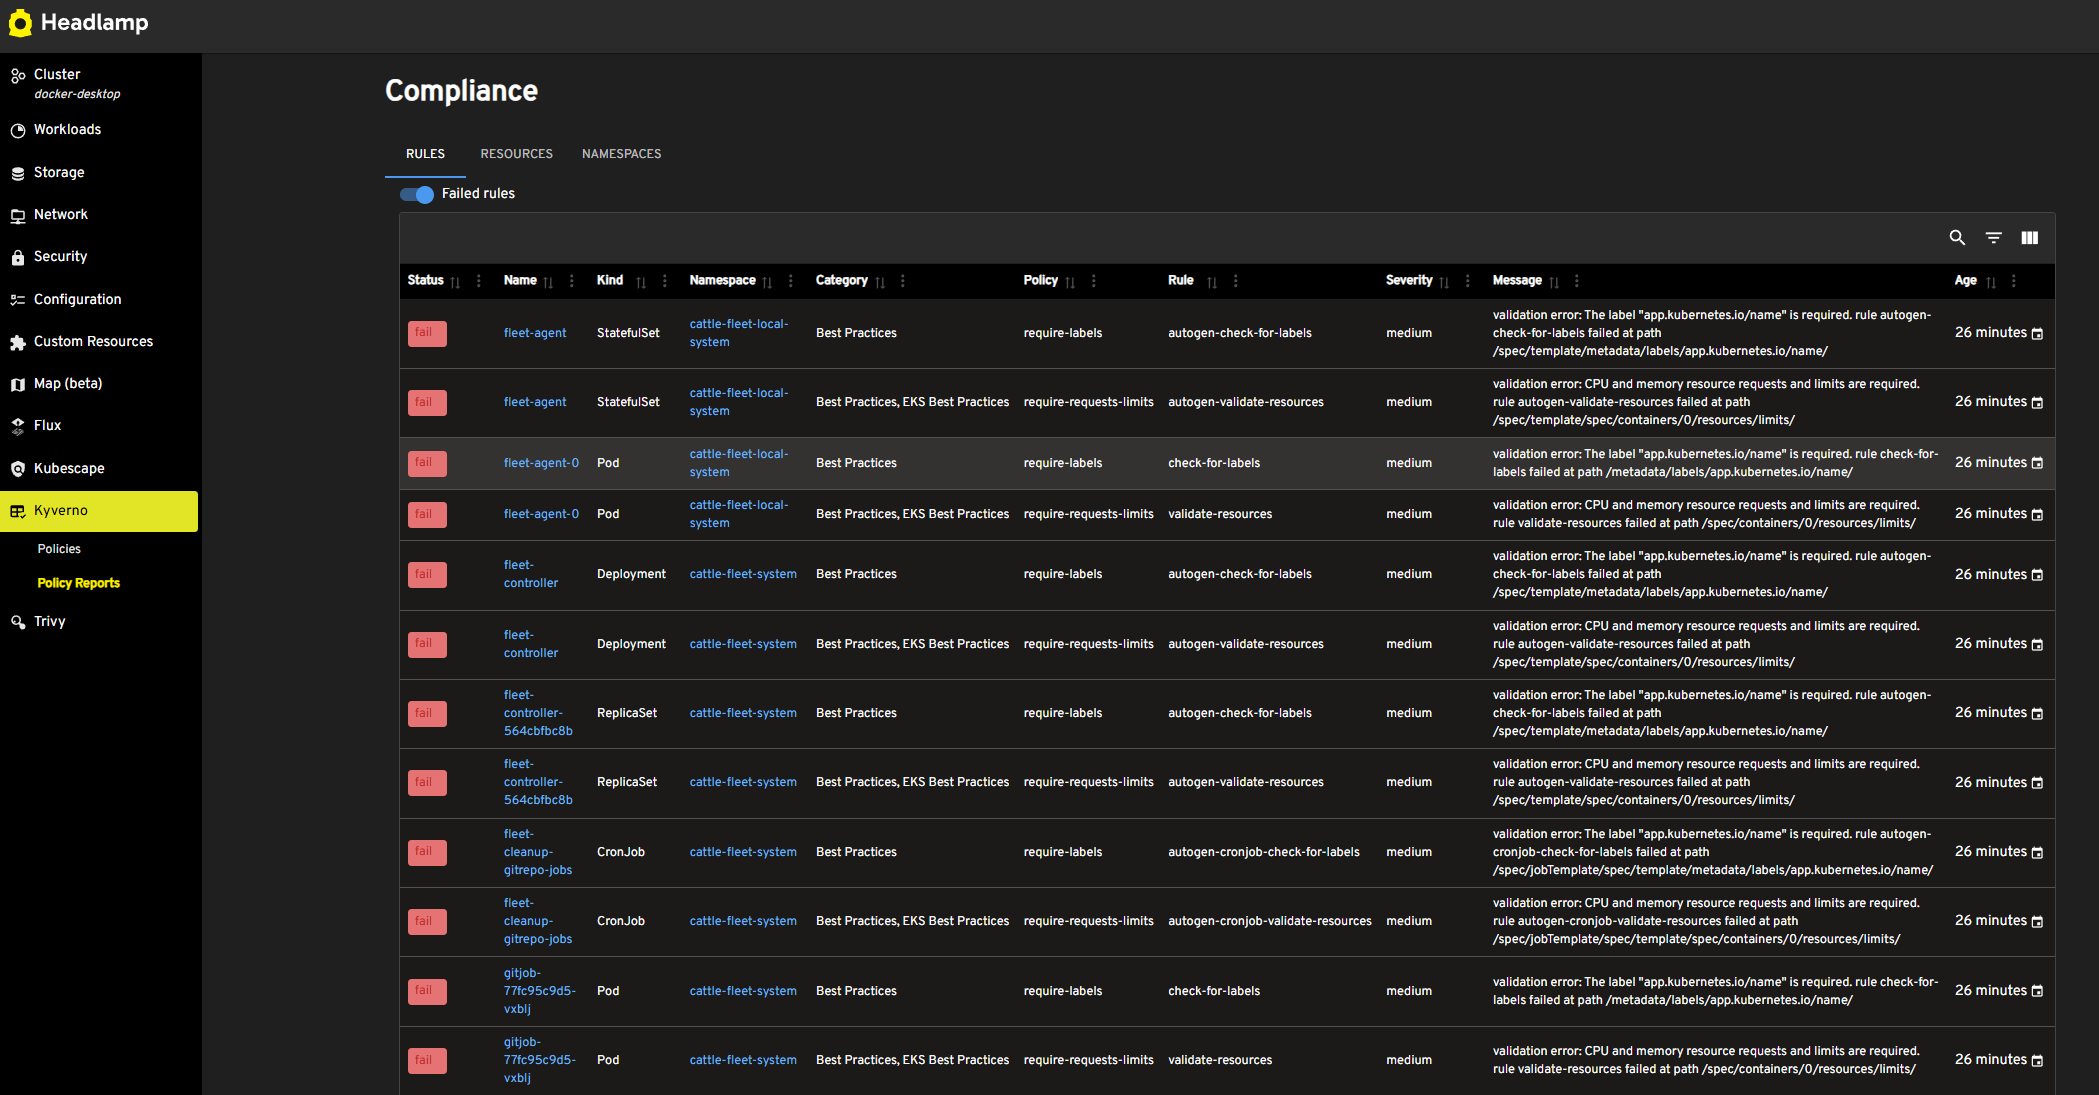 Headlamp
Cluster
docker-desktop
Workloads
Storage
Network
Security
Configuration
Custom Resources
Map (beta)
Flux
Kubescape
Kyverno
Policies
Policy Reports
Trivy
Compliance
RULES RESOURCES NAMESPACES
Failed rules
Status Name Kind Namespace Category Policy Rule Severity Message Age
fail
fleet-agent
StatefulSet
cattle-fleet-local-
system
Best Practices
require-labels
autogen-check-for-labels
medium
validation error: The label "app.kubernetes.io/name" is required. rule autogen-
check-for-labels failed at path
/spec/template/metadata/labels/app.kubernetes.io/name/
26 minutes
fail
fleet-agent
StatefulSet
cattle-fleet-local-
system
Best Practices, EKS Best Practices
require-requests-limits
autogen-validate-resources
medium
validation error: CPU and memory resource requests and limits are required.
rule autogen-validate-resources failed at path
/spec/template/spec/containers/0/resources/limits/
26 minutes
fail
fleet-agent-0
Pod
cattle-fleet-local-
system
Best Practices
require-labels
check-for-labels
medium
validation error: The label "app.kubernetes.io/name" is required. rule check-for-
labels failed at path /metadata/labels/app.kubernetes.io/name/
26 minutes
fail
fleet-agent-0
Pod
cattle-fleet-local-
system
Best Practices, EKS Best Practices
require-requests-limits
validate-resources
medium
validation error: CPU and memory resource requests and limits are required.
rule validate-resources failed at path /spec/containers/0/resources/limits/
26 minutes
fail
fleet-
controller
Deployment
cattle-fleet-system
Best Practices
require-labels
autogen-check-for-labels
medium
validation error: The label "app.kubernetes.io/name" is required. rule autogen-
check-for-labels failed at path
/spec/template/metadata/labels/app.kubernetes.io/name/
26 minutes
fail
fleet-
controller
Deployment
cattle-fleet-system
Best Practices, EKS Best Practices
require-requests-limits
autogen-validate-resources
medium
validation error: CPU and memory resource requests and limits are required.
rule autogen-validate-resources failed at path
/spec/template/spec/containers/0/resources/limits/
26 minutes
fail
fleet-
controller-
564cbfbc8b
ReplicaSet
cattle-fleet-system
Best Practices
require-labels
autogen-check-for-labels
medium
validation error: The label "app.kubernetes.io/name" is required. rule autogen-
check-for-labels failed at path
/spec/template/metadata/labels/app.kubernetes.io/name/
26 minutes
fail
fleet-
controller-
564cbfbc8b
ReplicaSet
cattle-fleet-system
Best Practices, EKS Best Practices
require-requests-limits
autogen-validate-resources
medium
validation error: CPU and memory resource requests and limits are required.
rule autogen-validate-resources failed at path
/spec/template/spec/containers/0/resources/limits/
26 minutes
fail
fleet-
cleanup-
gitrepo-jobs
CronJob
cattle-fleet-system
Best Practices
require-labels
autogen-cronjob-check-for-labels
medium
validation error: The label "app.kubernetes.io/name" is required. rule autogen-
cronjob-check-for-labels failed at path
/spec/jobTemplate/spec/template/metadata/labels/app.kubernetes.io/name/
26 minutes
fail
fleet-
cleanup-
gitrepo-jobs
CronJob
cattle-fleet-system
Best Practices, EKS Best Practices
require-requests-limits
autogen-cronjob-validate-resources
medium
validation error: CPU and memory resource requests and limits are required.
rule autogen-cronjob-validate-resources failed at path
/spec/jobTemplate/spec/template/spec/containers/0/resources/limits/
26 minutes
fail
gitjob-
77fc95c9d5-
vxblj
Pod
cattle-fleet-system
Best Practices
require-labels
check-for-labels
medium
validation error: The label "app.kubernetes.io/name" is required. rule check-for-
labels failed at path /metadata/labels/app.kubernetes.io/name/
26 minutes
fail
gitjob-
77fc95c9d5-
vxblj
Pod
cattle-fleet-system
Best Practices, EKS Best Practices
require-requests-limits
validate-resources
medium
validation error: CPU and memory resource requests and limits are required.
rule validate-resources failed at path /spec/containers/0/resources/limits/
26 minutes